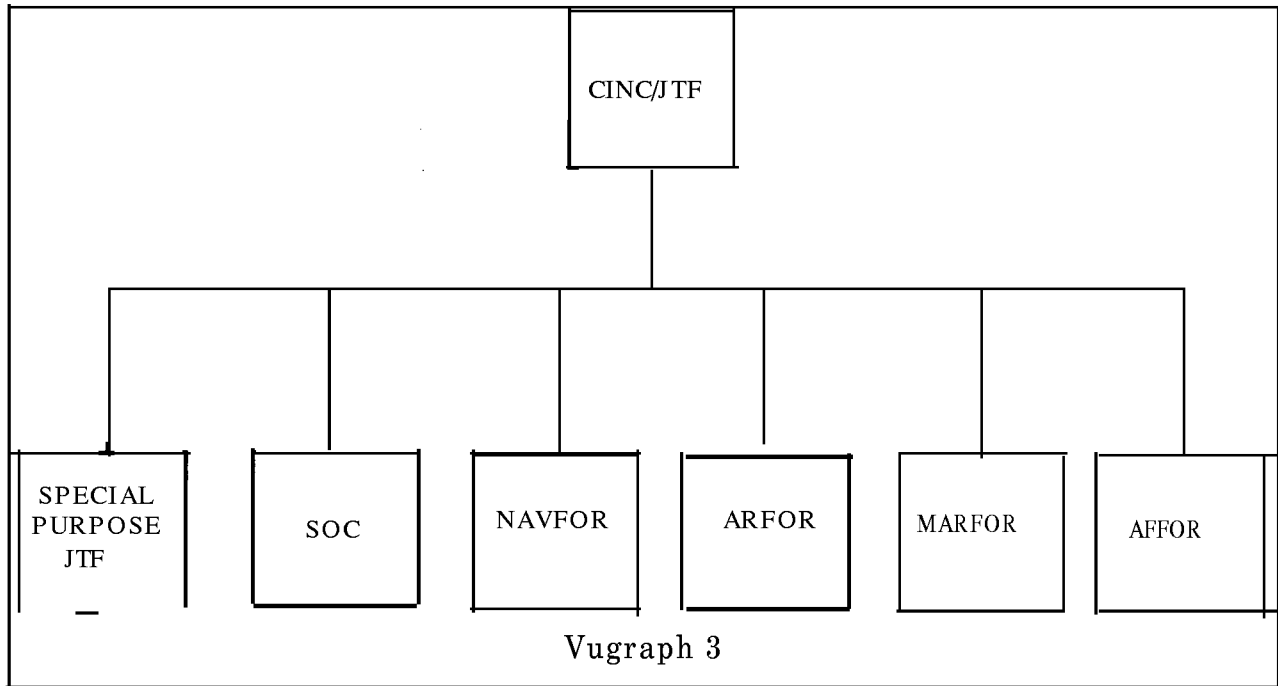 CINC/JTF
SPECIAL
PURPOSE
JTF
SOC
NAVFOR
ARFOR
MARFOR
AFFOR
Vugraph 3